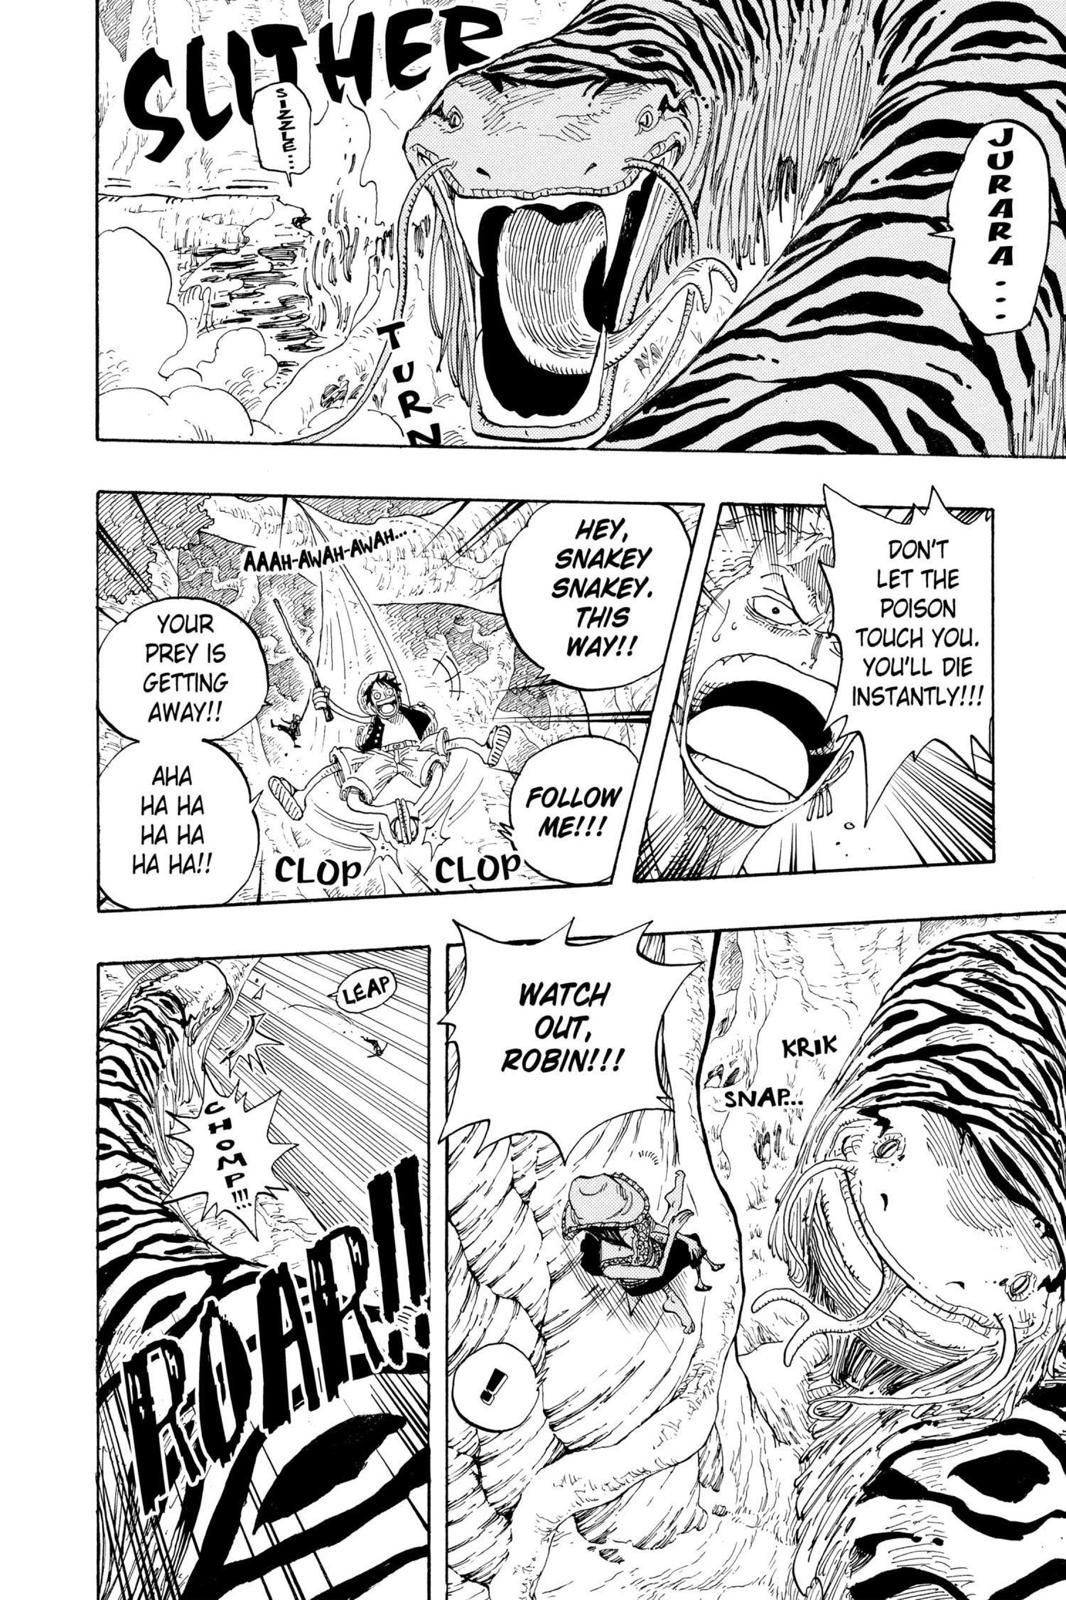 SLITHER
SIZZLE...
JURARA....
TURN
DON'T
LET THE
POISON
TOUCH YOU.
YOU'LL DIE
INSTANTLY!!!
HEY,
SNAKEY
SNAKEY.
THIS
WAY!!
FOLLOW
ME!!!
AAAH-AWAH-AWAH...
YOUR
PREY IS
GETTING
AWAY!!
AHA
HA HA
HA HA
HA HA!!
CLOP
CLOP
KRIK
SNAP...
WATCH
OUT,
ROBIN!!!
!
LEAP
CHOMP!!!
ROAR!!